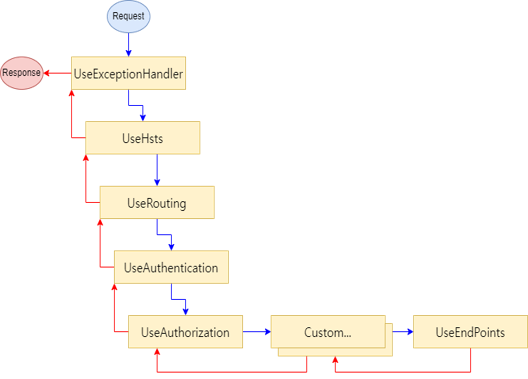 Request
Response
UseExceptionHandler
UseHsts
UseRouting
UseAuthentication
UseAuthorization
Custom...
UseEndPoints